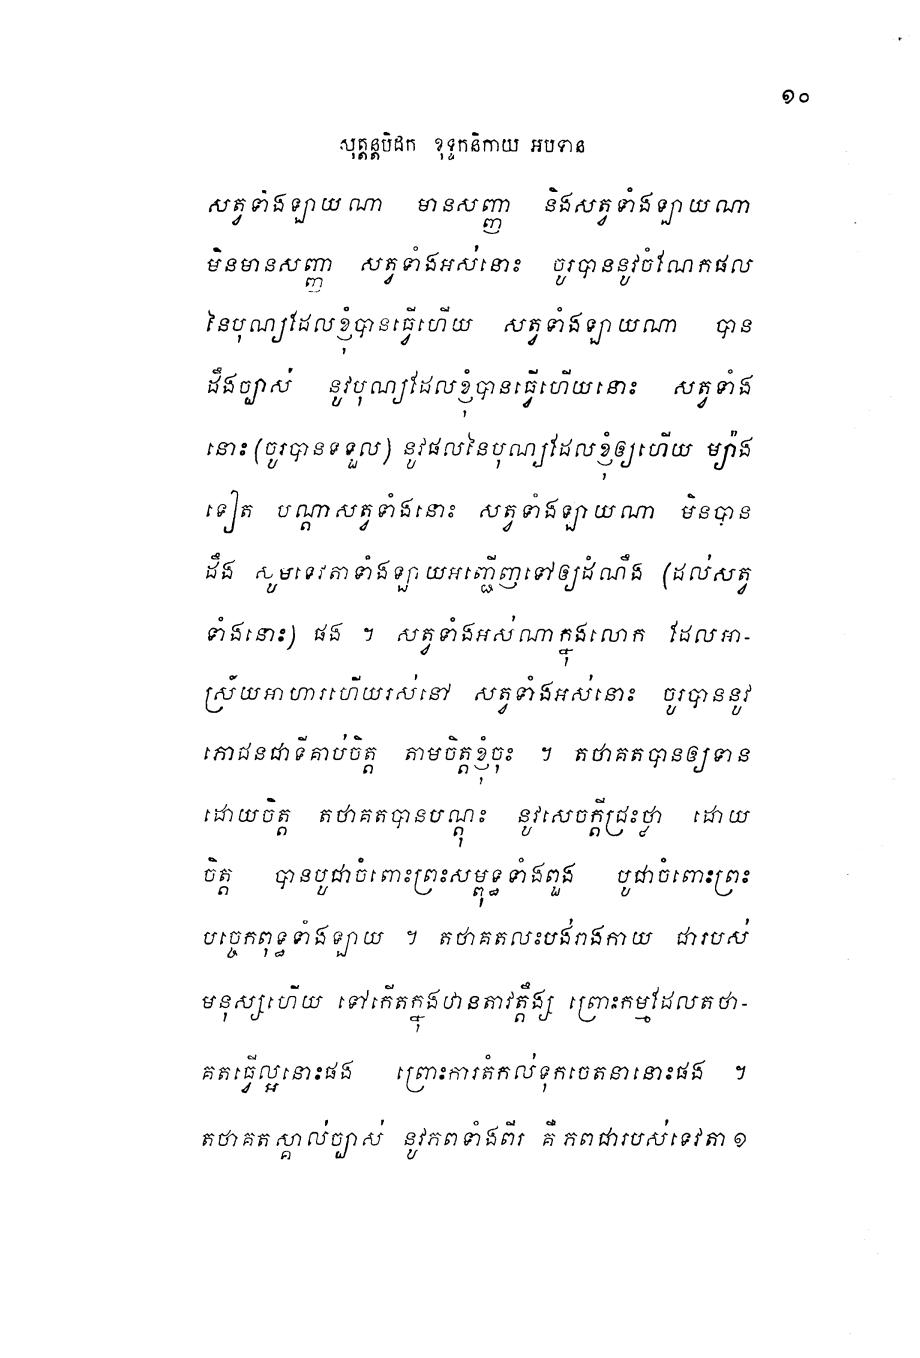 ១០
សុត្តន្តបិដក ខុទ្ទកនិកាយ អបទាន
សត្វទាំងឡាយណា មានសញ្ញា និងសត្វទាំងឡាយណា
មិនមានសញ្ញា សត្វទាំងអស់នោះ ចូរបាននូវចំណែកផល
នៃបុណ្យដែលខ្ញុំបានធ្វើហើយ សត្វទាំងឡាយណា បាន
ដឹងច្បាស់ នូវបុណ្យដែលខ្ញុំបានធ្វើហើយនោះ សត្វទាំង
នោះ (ចូរបានទទួល) នូវផលនៃបុណ្យដែលខ្ញុំឲ្យហើយ ម្យ៉ាង
ទៀត បណ្តាសត្វទាំងនោះ សត្វទាំងឡាយណា មិនបាន
ដឹង សូមទេវតាទាំងឡាយអញ្ជើញទៅឲ្យដំណឹង (ដល់សត្វ
ទាំងនោះ) ផង ។ សត្វទាំងអស់ណាក្នុងលោក ដែលអា-
ស្រ័យអាហារហើយរស់នៅ សត្វទាំងអស់នោះ ចូរបាននូវ
ភោជនជាទីគាប់ចិត្ត តាមចិត្តខ្ញុំចុះ ។ តថាគតបានឲ្យទាន
ដោយចិត្ត តថាគតបានបណ្តុះ នូវសេចក្តីជ្រះថ្លា ដោយ
ចិត្ត បានបូជាចំពោះព្រះសម្ពុទ្ធទាំងពួង បូជាចំពោះព្រះ
បច្ចេកពុទ្ធទាំងឡាយ ។ តថាគតលះបង់រាងកាយ ជារបស់
មនុស្សហើយ ទៅកើតក្នុងឋានតាវត្តឹង្ស ព្រោះកម្មដែលតថា-
គតធ្វើល្អនោះផង ព្រោះការតំកល់ទុកចេតនានោះផង ។
តថាគតស្គាល់ច្បាស់ នូវភពទាំងពីរ គឺ ភពជារបស់ទេវតា ១